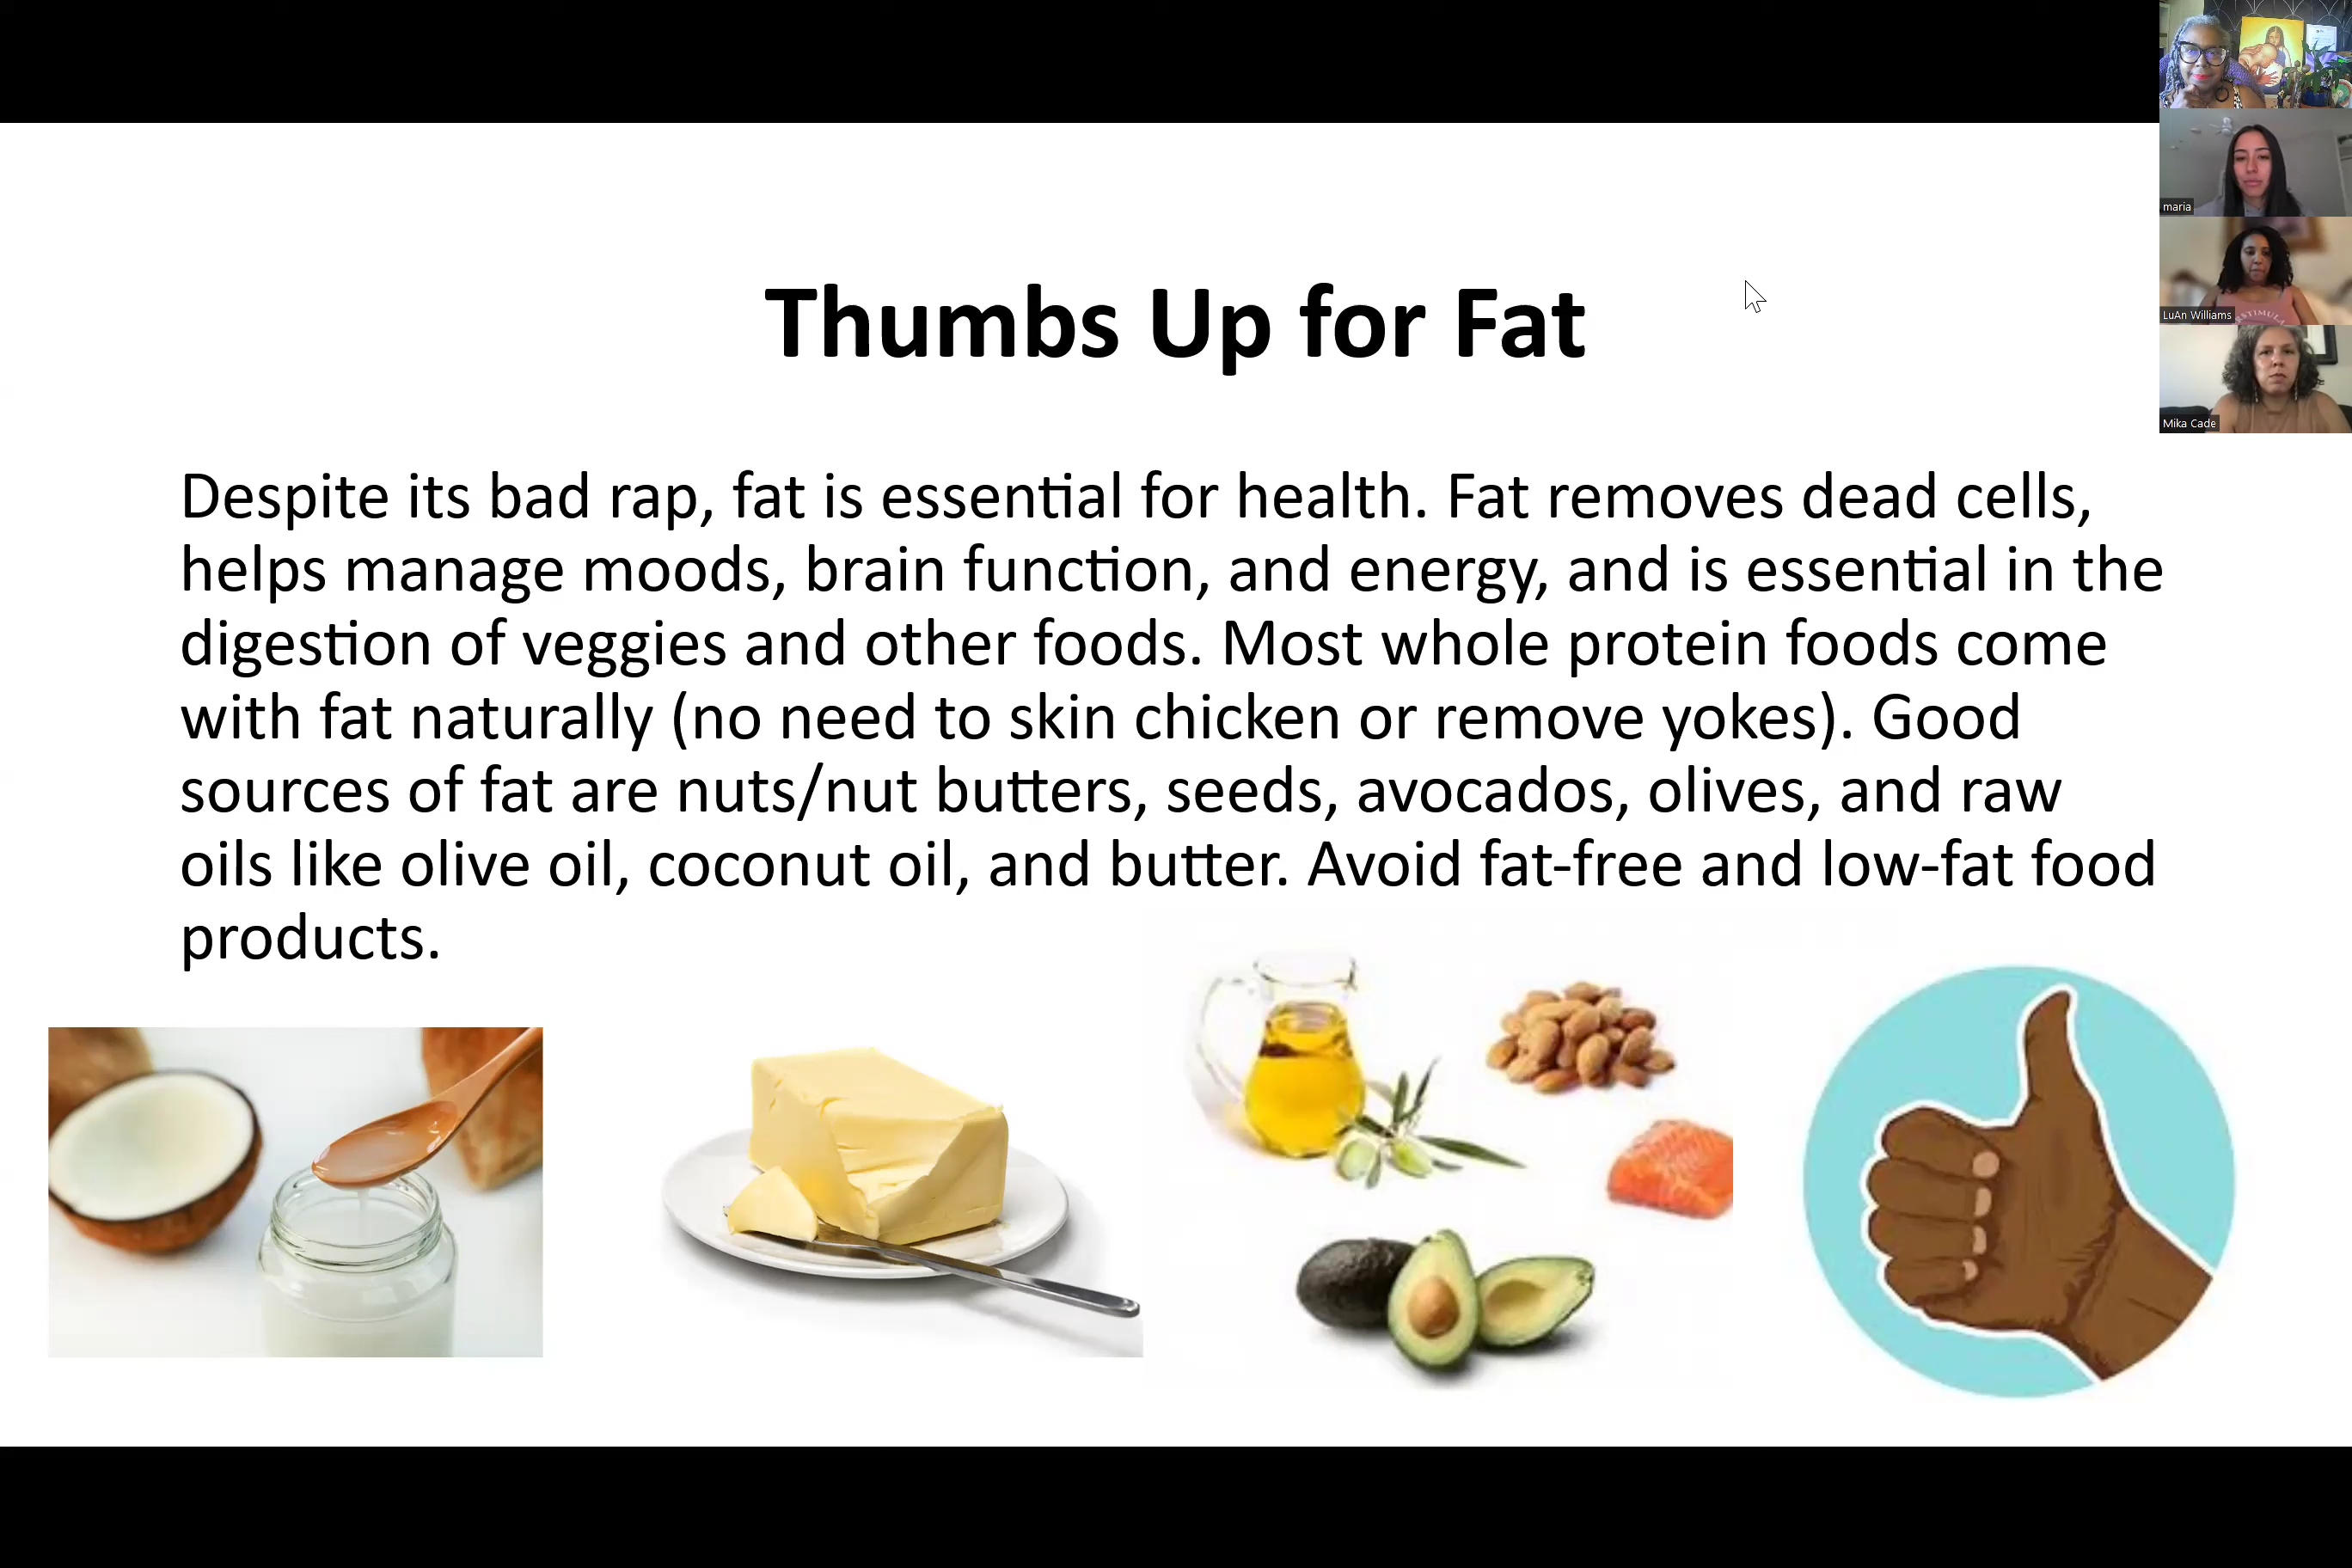 Thumbs Up for Fat
Despite its bad rap, fat is essential for health. Fat removes dead cells,
helps manage moods, brain function, and energy, and is essential in the
digestion of veggies and other foods. Most whole protein foods come
with fat naturally (no need to skin chicken or remove yokes). Good
sources of fat are nuts/nut butters, seeds, avocados, olives, and raw
oils like olive oil, coconut oil, and butter. Avoid fat-free and low-fat food
products.
maria
LuAn Williams
Mika Cade